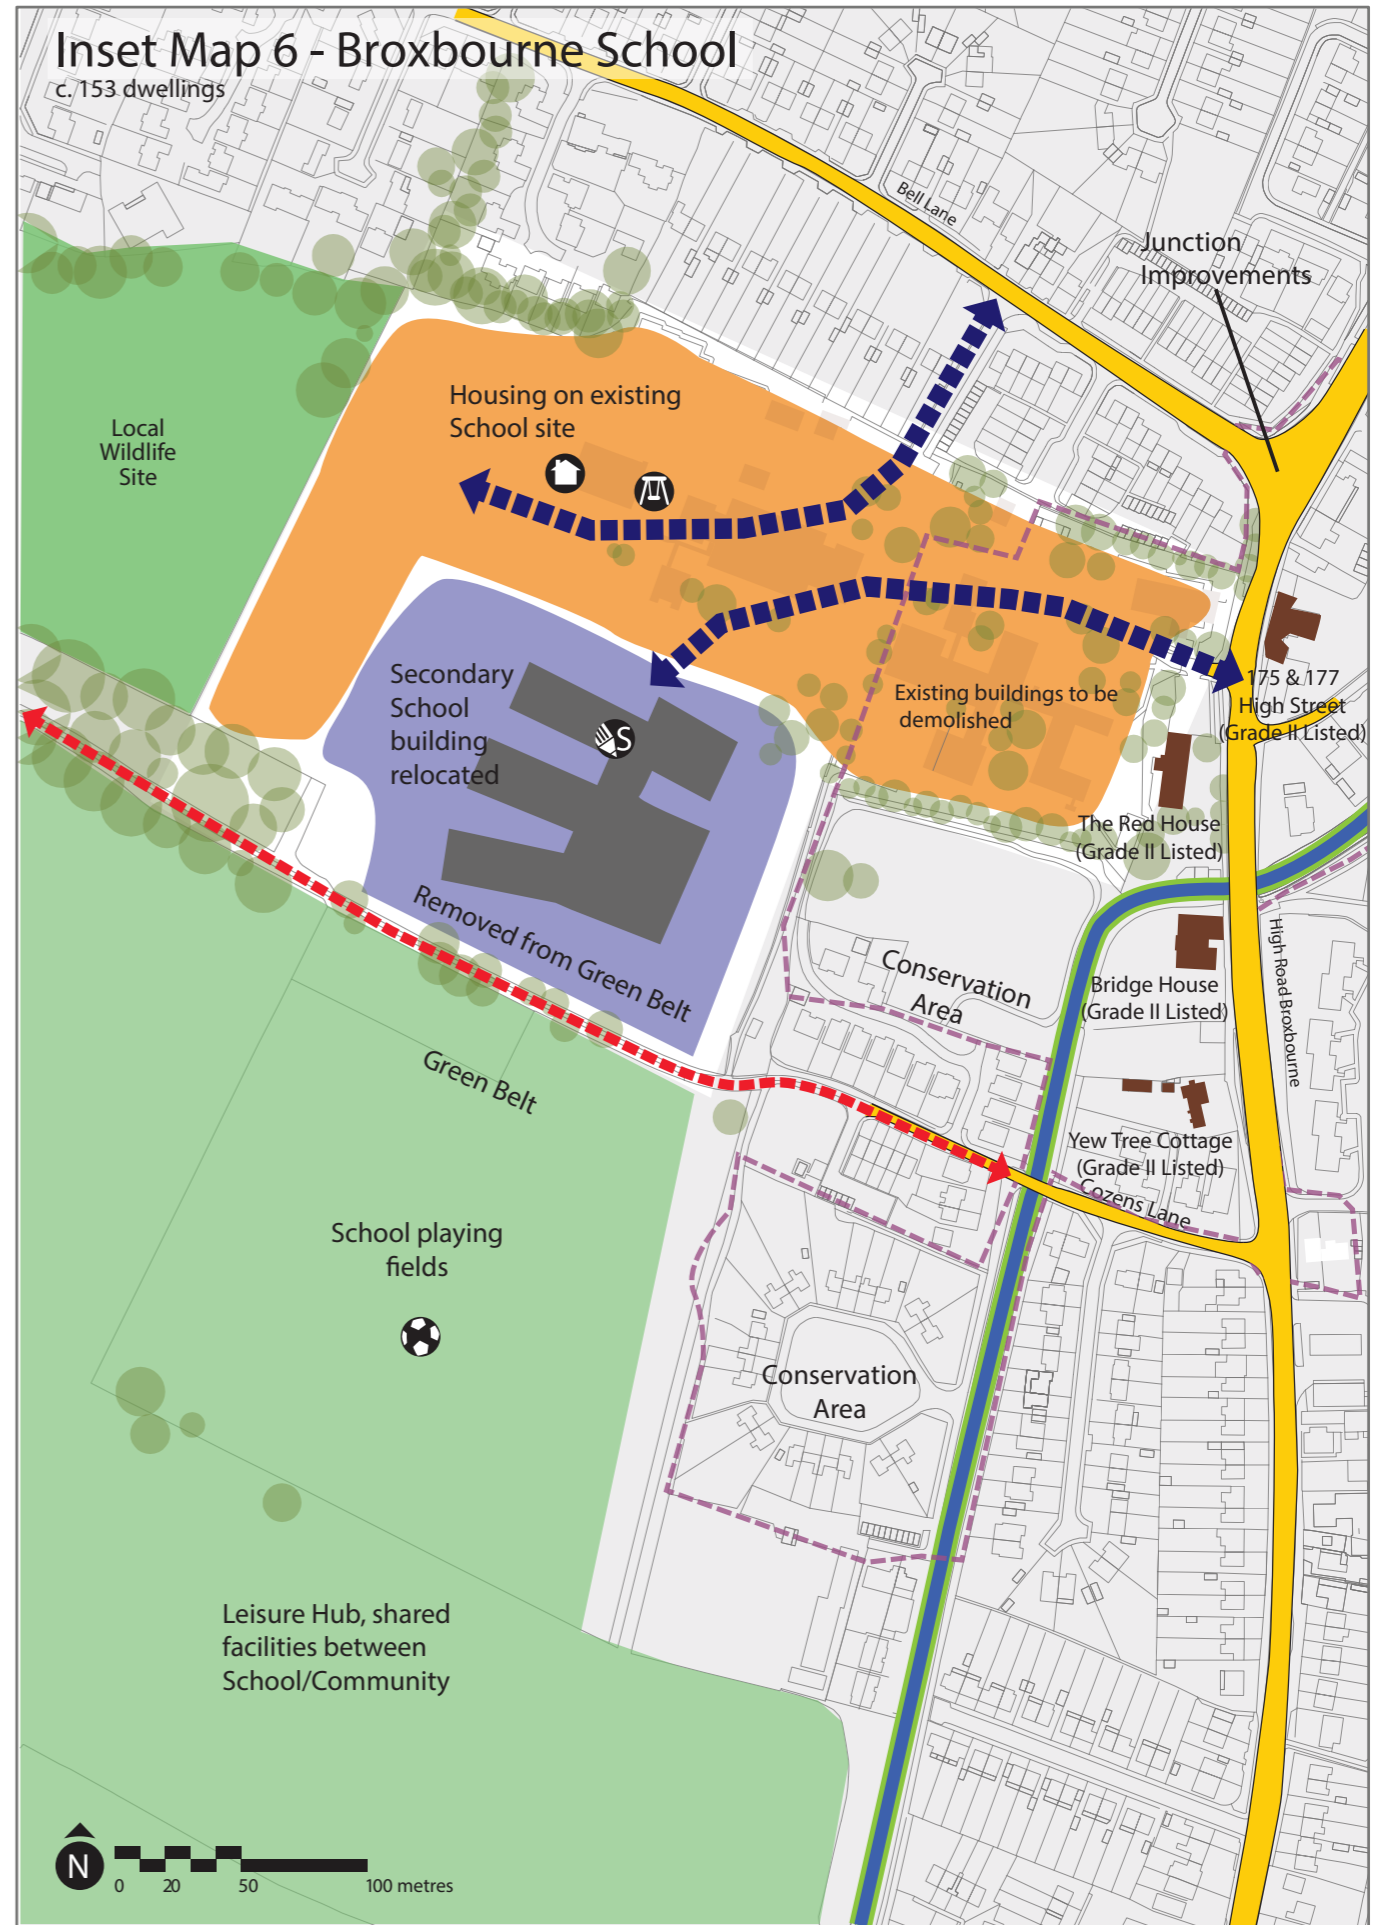 Inset Map 6 - Broxbourne School
c. 153 dwellings
Bell Lane
Junction
Improvements
Housing on existing
School site
Local
Wildlife
Site
Secondary
School
building
relocated
S
Existing buildings to be
demolished
175 & 177
High Street
(Grade II Listed)
The Red House
(Grade II Listed)
Removed from Green Belt
Conservation
Area
High Road Broxbourne
Bridge House
(Grade II Listed)
Green Belt
Yew Tree Cottage
(Grade II Listed)
Cozens Lane
School playing
fields
Conservation
Area
Leisure Hub, shared
facilities between
School/Community
N
0 20 50 100 metres